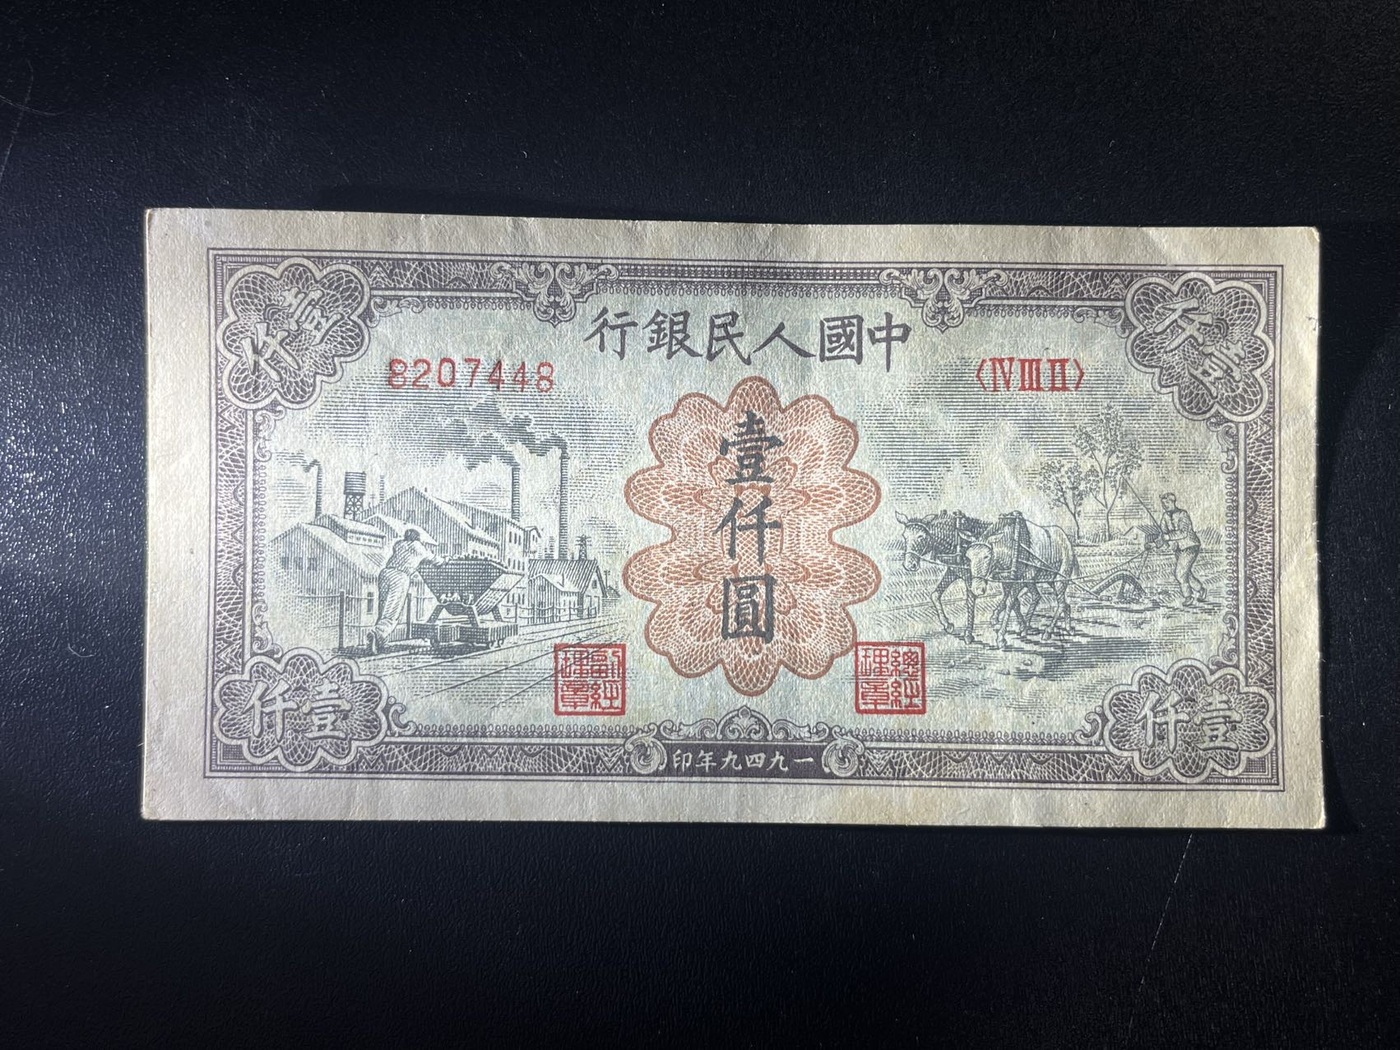 中國人民銀行
8207448
〈ⅣⅢⅡ〉
壹仟
壹仟
壹仟圓
副經理章
總經理章
壹仟
壹仟
一九四九年印